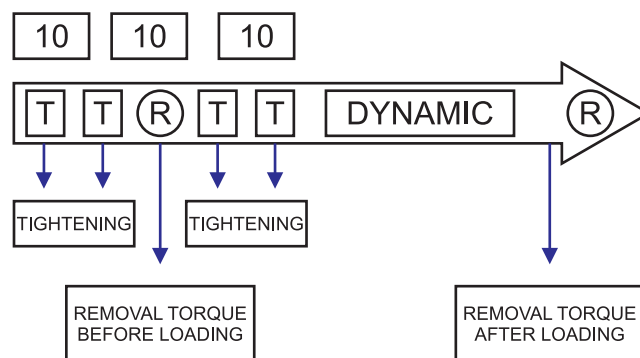 10 10 10
T T R T T DYNAMIC R
TIGHTENING TIGHTENING
REMOVAL TORQUE
BEFORE LOADING
REMOVAL TORQUE
AFTER LOADING